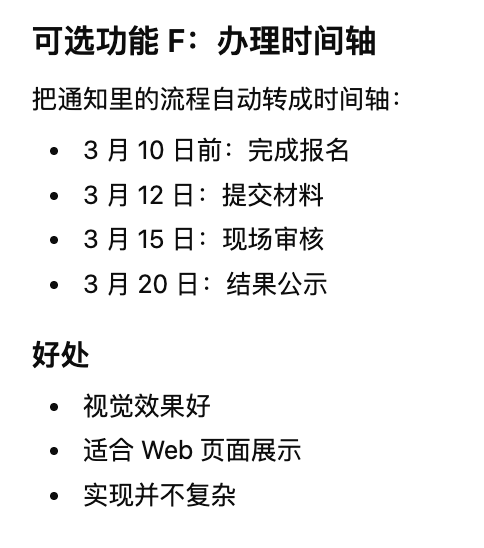 可选功能 F：办理时间轴
把通知里的流程自动转成时间轴：
• 3 月 10 日前：完成报名
• 3 月 12 日：提交材料
• 3 月 15 日：现场审核
• 3 月 20 日：结果公示
好处
• 视觉效果好
• 适合 Web 页面展示
• 实现并不复杂